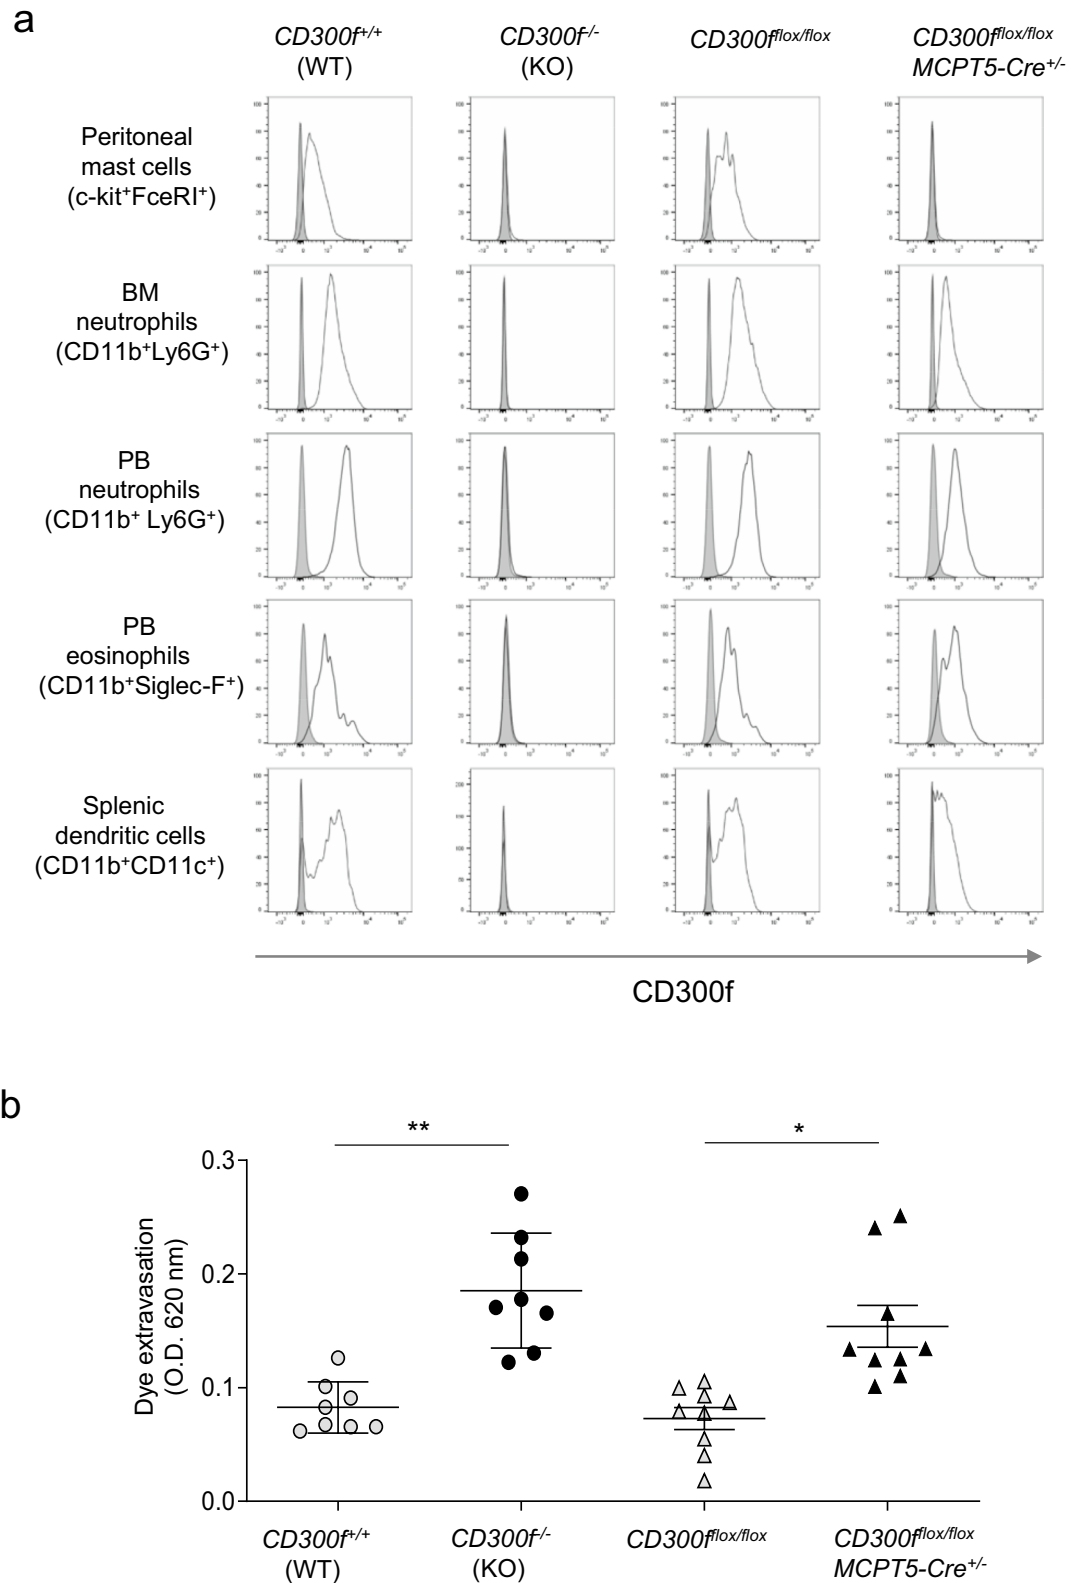 a
CD300f+/+
(WT)
CD300f-/-
(KO)
CD300fflox/flox
CD300fflox/flox
MCPT5-Cre+/-
Peritoneal
mast cells
(c-kit+FceRI+)
BM
neutrophils
(CD11b+Ly6G+)
PB
neutrophils
(CD11b+ Ly6G+)
PB
eosinophils
(CD11b+Siglec-F+)
Splenic
dendritic cells
(CD11b+CD11c+)
CD300f
b
**
*
0.3
0.2
0.1
0.0
Dye extravasation
(O.D. 620 nm)
CD300f+/+
(WT)
CD300f-/-
(KO)
CD300fflox/flox
CD300fflox/flox
MCPT5-Cre+/-